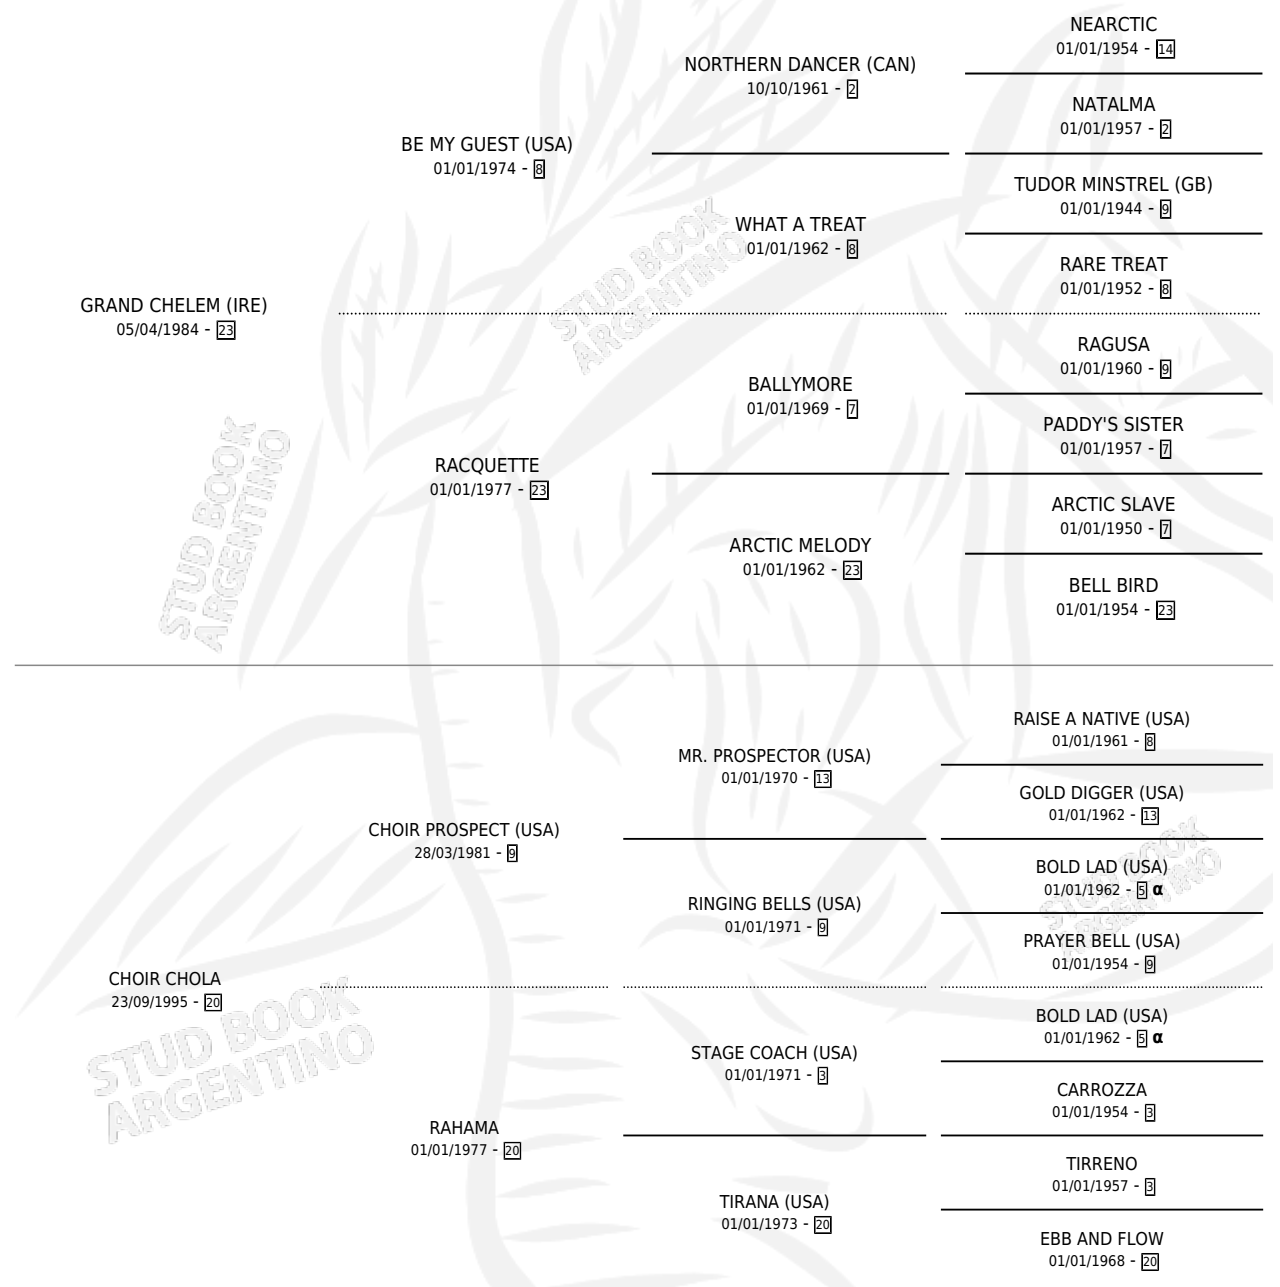 NEARCTIC
01/01/1954 - 14
NORTHERN DANCER (CAN)
10/10/1961 - 2
NATALMA
01/01/1957 - 2
BE MY GUEST (USA)
01/01/1974 - 8
TUDOR MINSTREL (GB)
01/01/1944 - 9
WHAT A TREAT
01/01/1962 - 8
RARE TREAT
01/01/1952 - 8
GRAND CHELEM (IRE)
05/04/1984 - 23
STUD BOOK
ARGENTINO
RAGUSA
01/01/1960 - 9
BALLYMORE
01/01/1969 - 7
PADDY'S SISTER
01/01/1957 - 7
RACQUETTE
01/01/1977 - 23
ARCTIC SLAVE
01/01/1950 - 7
ARCTIC MELODY
01/01/1962 - 23
BELL BIRD
01/01/1954 - 23
STUD BOOK
ARGENTINO
RAISE A NATIVE (USA)
01/01/1961 - 8
MR. PROSPECTOR (USA)
01/01/1970 - 13
GOLD DIGGER (USA)
01/01/1962 - 13
CHOIR PROSPECT (USA)
28/03/1981 - 9
BOLD LAD (USA)
01/01/1962 - 5 α
RINGING BELLS (USA)
01/01/1971 - 9
PRAYER BELL (USA)
01/01/1954 - 9
STUD BOOK
ARGENTINO
CHOIR CHOLA
23/09/1995 - 20
STUD BOOK
ARGENTINO
BOLD LAD (USA)
01/01/1962 - 5 α
STAGE COACH (USA)
01/01/1971 - 3
CARROZZA
01/01/1954 - 3
RAHAMA
01/01/1977 - 20
TIRRENO
01/01/1957 - 3
TIRANA (USA)
01/01/1973 - 20
EBB AND FLOW
01/01/1968 - 20